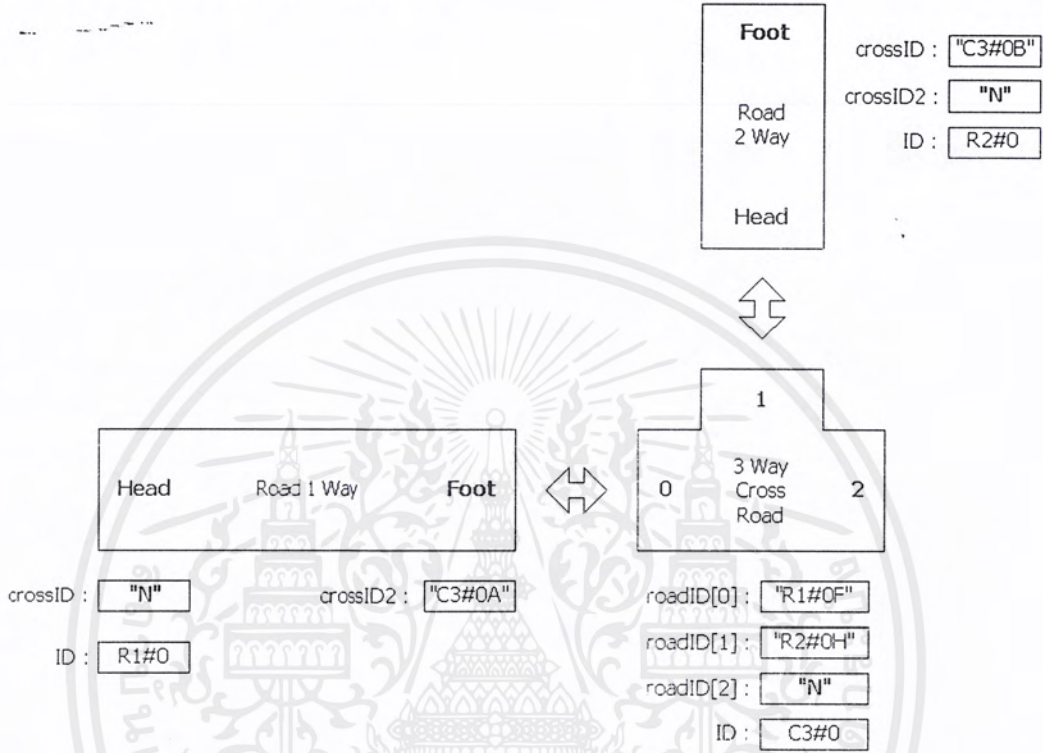 Foot
Road
2 Way
Head
crossID : "C3#0B"
crossID2 : "N"
ID : R2#0
1
0
3 Way
Cross
Road
2
Head Road 1 Way Foot
crossID : "N"
crossID2 : "C3#0A"
ID : R1#0
roadID[0] : "R1#0F"
roadID[1] : "R2#0H"
roadID[2] : "N"
ID : C3#0